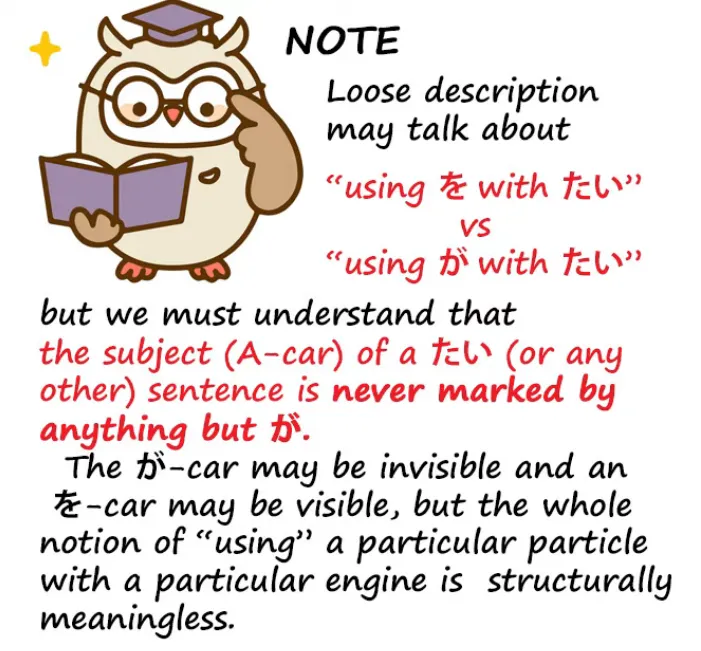 NOTE
Loose description
may talk about
“using を with たい”
vs
“using が with たい”
but we must understand that
the subject (A-car) of a たい (or any
other) sentence is never marked by
anything but が.
The が-car may be invisible and an
を-car may be visible, but the whole
notion of “using” a particular particle
with a particular engine is structurally
meaningless.